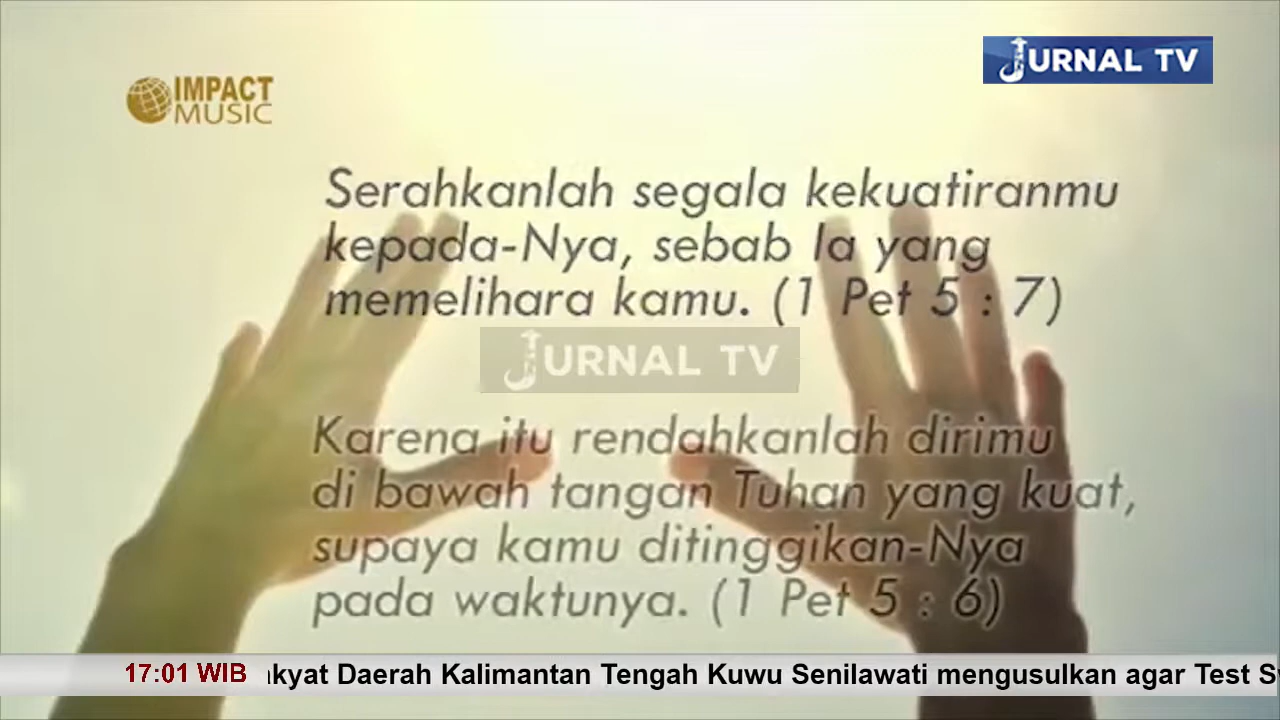 JURNAL TV
IMPACT
MUSIC
Serahkanlah segala kekuatiranmu
kepada-Nya, sebab Ia yang
memelihara kamu. (1 Pet 5 : 7)
JURNAL TV
Karena itu rendahkanlah dirimu
di bawah tangan Tuhan yang kuat,
supaya kamu ditinggikan-Nya
pada waktunya. (1 Pet 5 : 6)
17:01 WIB akyat Daerah Kalimantan Tengah Kuwu Senilawati mengusulkan agar Test